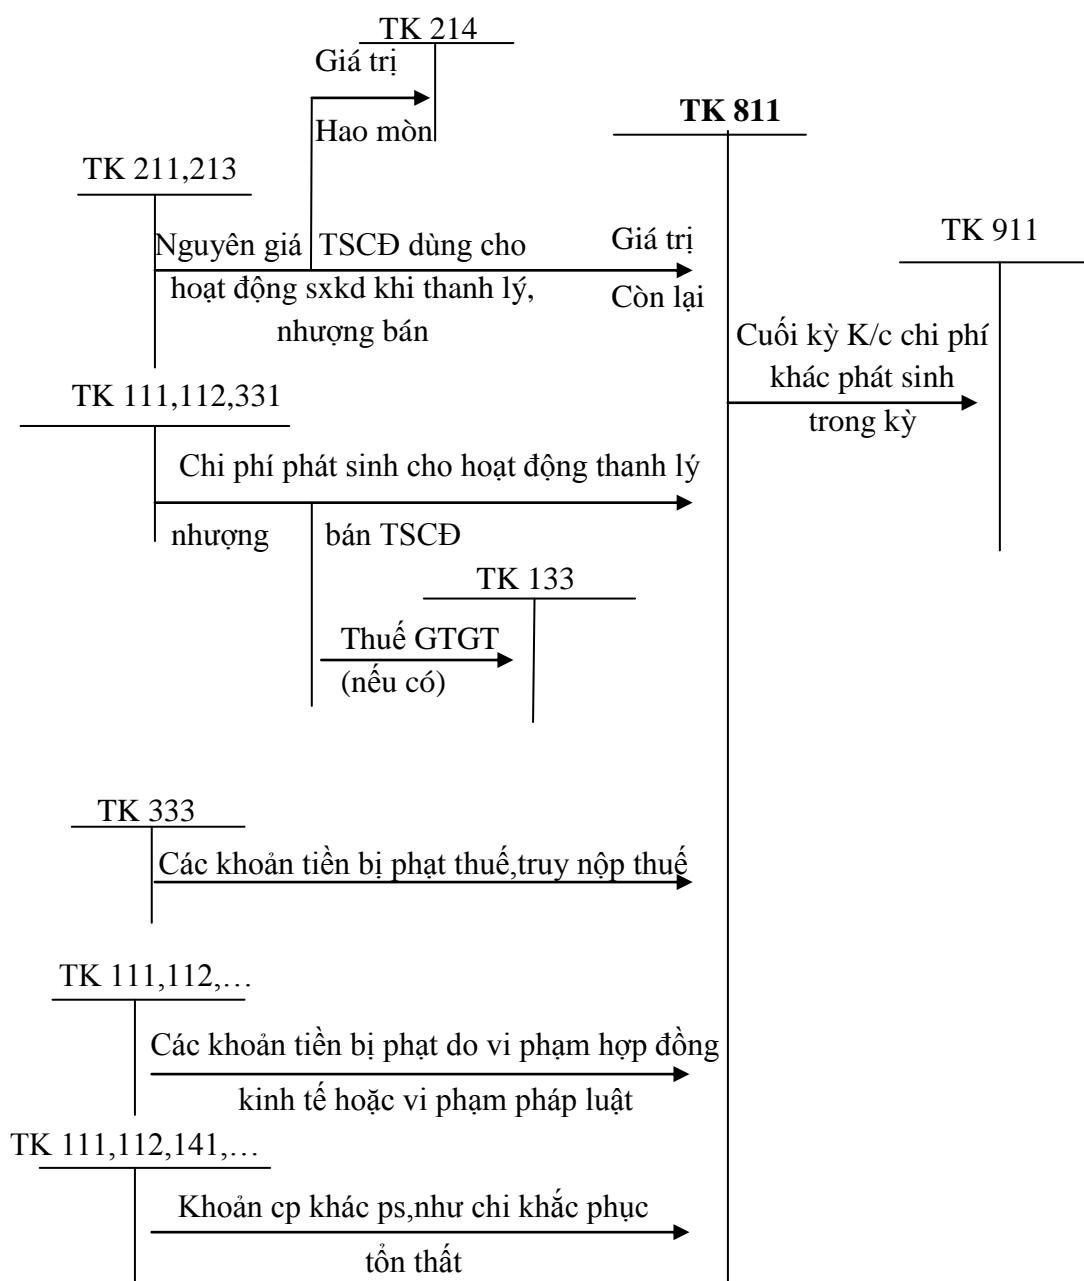 TK 214
Giá trị
Hao mòn
TK 811
TK 211,213
Nguyên giá TSCĐ dùng cho
hoạt động sxkd khi thanh lý,
nhượng bán
Giá trị
Còn lại
TK 911
Cuối kỳ K/c chi phí
khác phát sinh
trong kỳ
TK 111,112,331
Chi phí phát sinh cho hoạt động thanh lý
nhượng bán TSCĐ
TK 133
Thuế GTGT
(nếu có)
TK 333
Các khoản tiền bị phạt thuế,truy nộp thuế
TK 111,112,…
Các khoản tiền bị phạt do vi phạm hợp đồng
kinh tế hoặc vi phạm pháp luật
TK 111,112,141,…
Khoản cp khác ps,như chi khắc phục
tổn thất